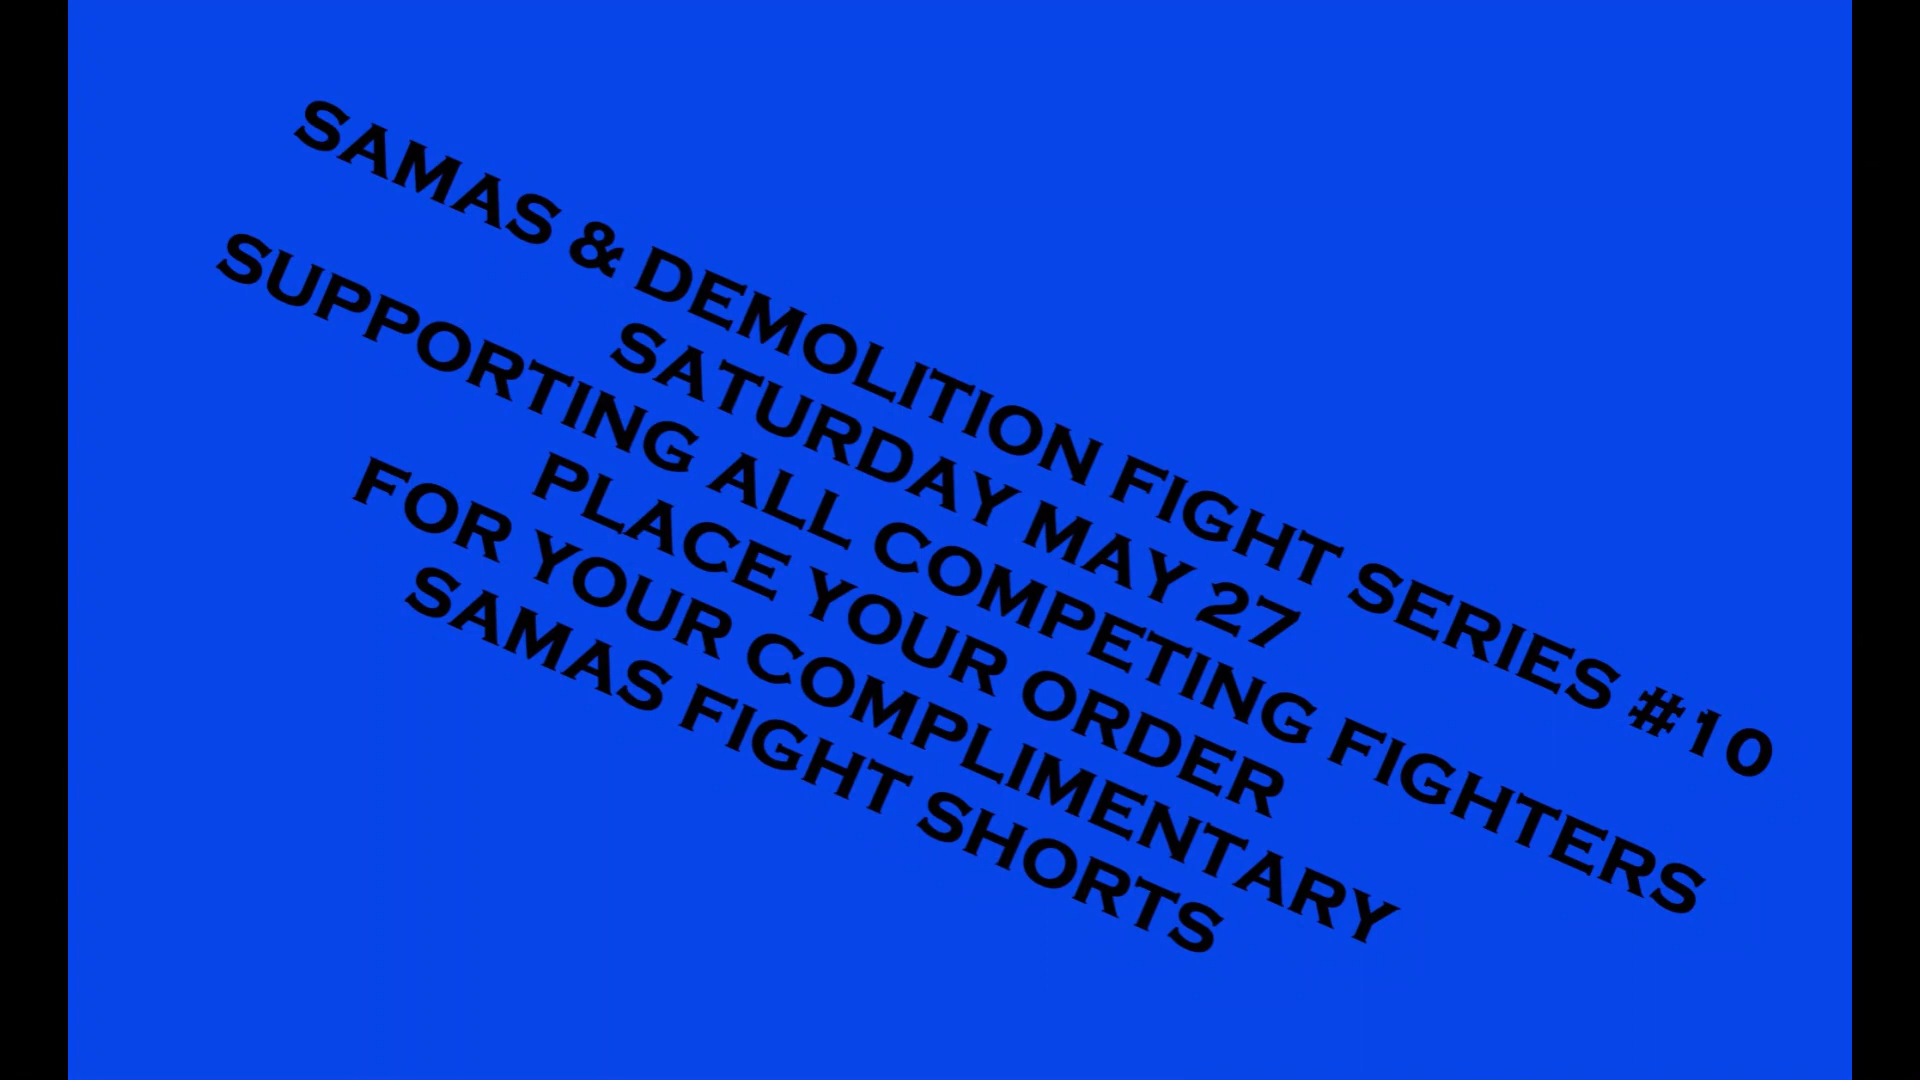 SAMAS & DEMOLITION FIGHT SERIES #10
SATURDAY MAY 27
SUPPORTING ALL COMPETING FIGHTERS
PLACE YOUR ORDER
FOR YOUR COMPLIMENTARY
SAMAS FIGHT SHORTS